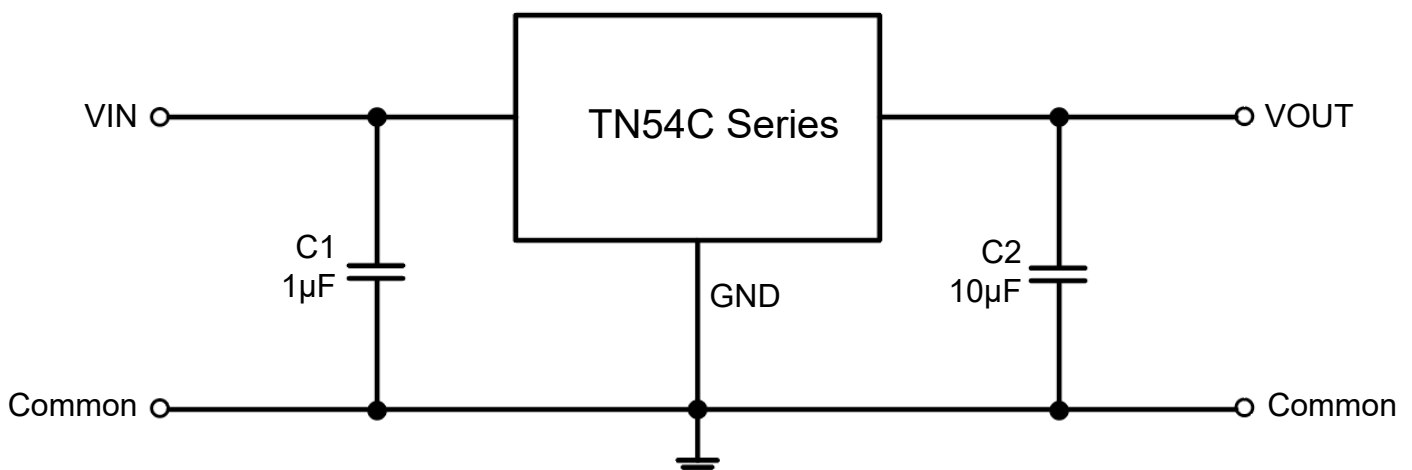 VIN
TN54C Series
VOUT
C1
1µF
GND
C2
10µF
Common
Common